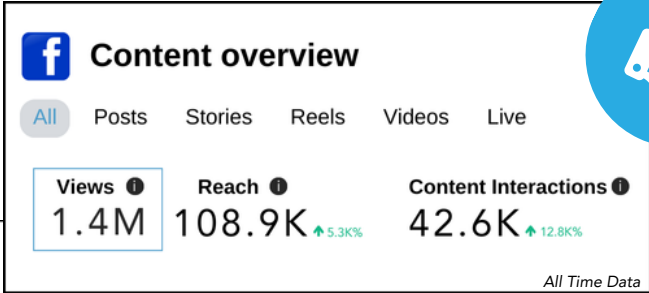 f Content overview
All Posts Stories Reels Videos Live
Views i Reach i Content Interactions i
1.4M 108.9K 5.3K% 42.6K 12.8K%
All Time Data